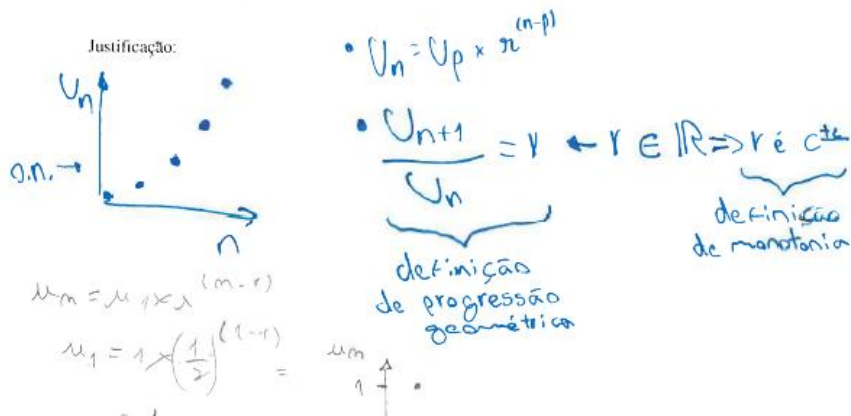 Justificação:
• Un = Up × r^(n-p)
Un
• Un+1 / Un = r ← r ∈ ℝ => r é c^te
n
definição de progressão geométrica
definição de monotonia
un = u1 × r^(n-1)
u1 = 1 × (1/2)^(1-1) =
un
1